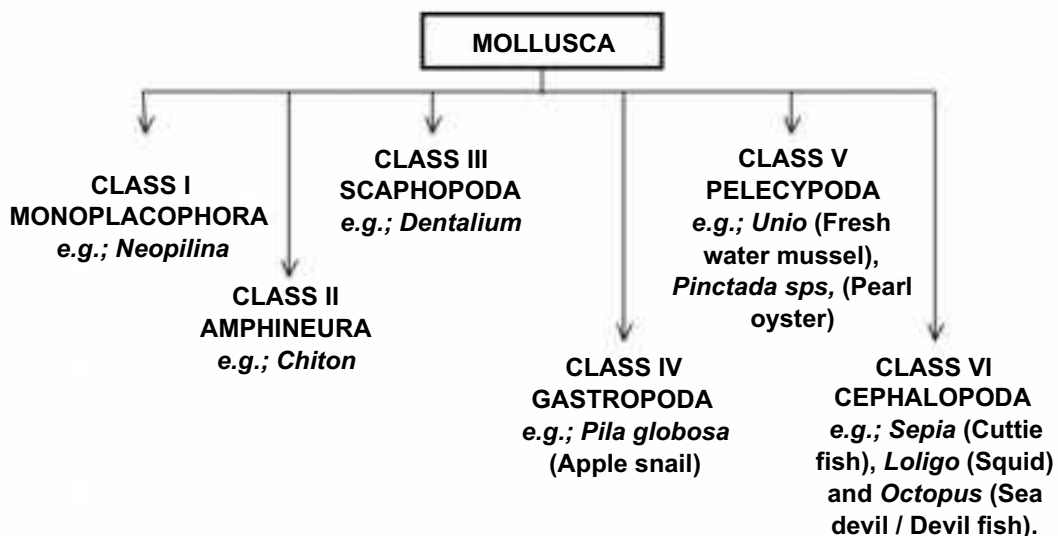 MOLLUSCA
CLASS I
MONOPLACOPHORA
e.g.; Neopilina
CLASS II
AMPHINEURA
e.g.; Chiton
CLASS III
SCAPHOPODA
e.g.; Dentalium
CLASS IV
GASTROPODA
e.g.; Pila globosa
(Apple snail)
CLASS V
PELECYPODA
e.g.; Unio (Fresh
water mussel),
Pinctada sps, (Pearl
oyster)
CLASS VI
CEPHALOPODA
e.g.; Sepia (Cuttie
fish), Loligo (Squid)
and Octopus (Sea
devil / Devil fish).